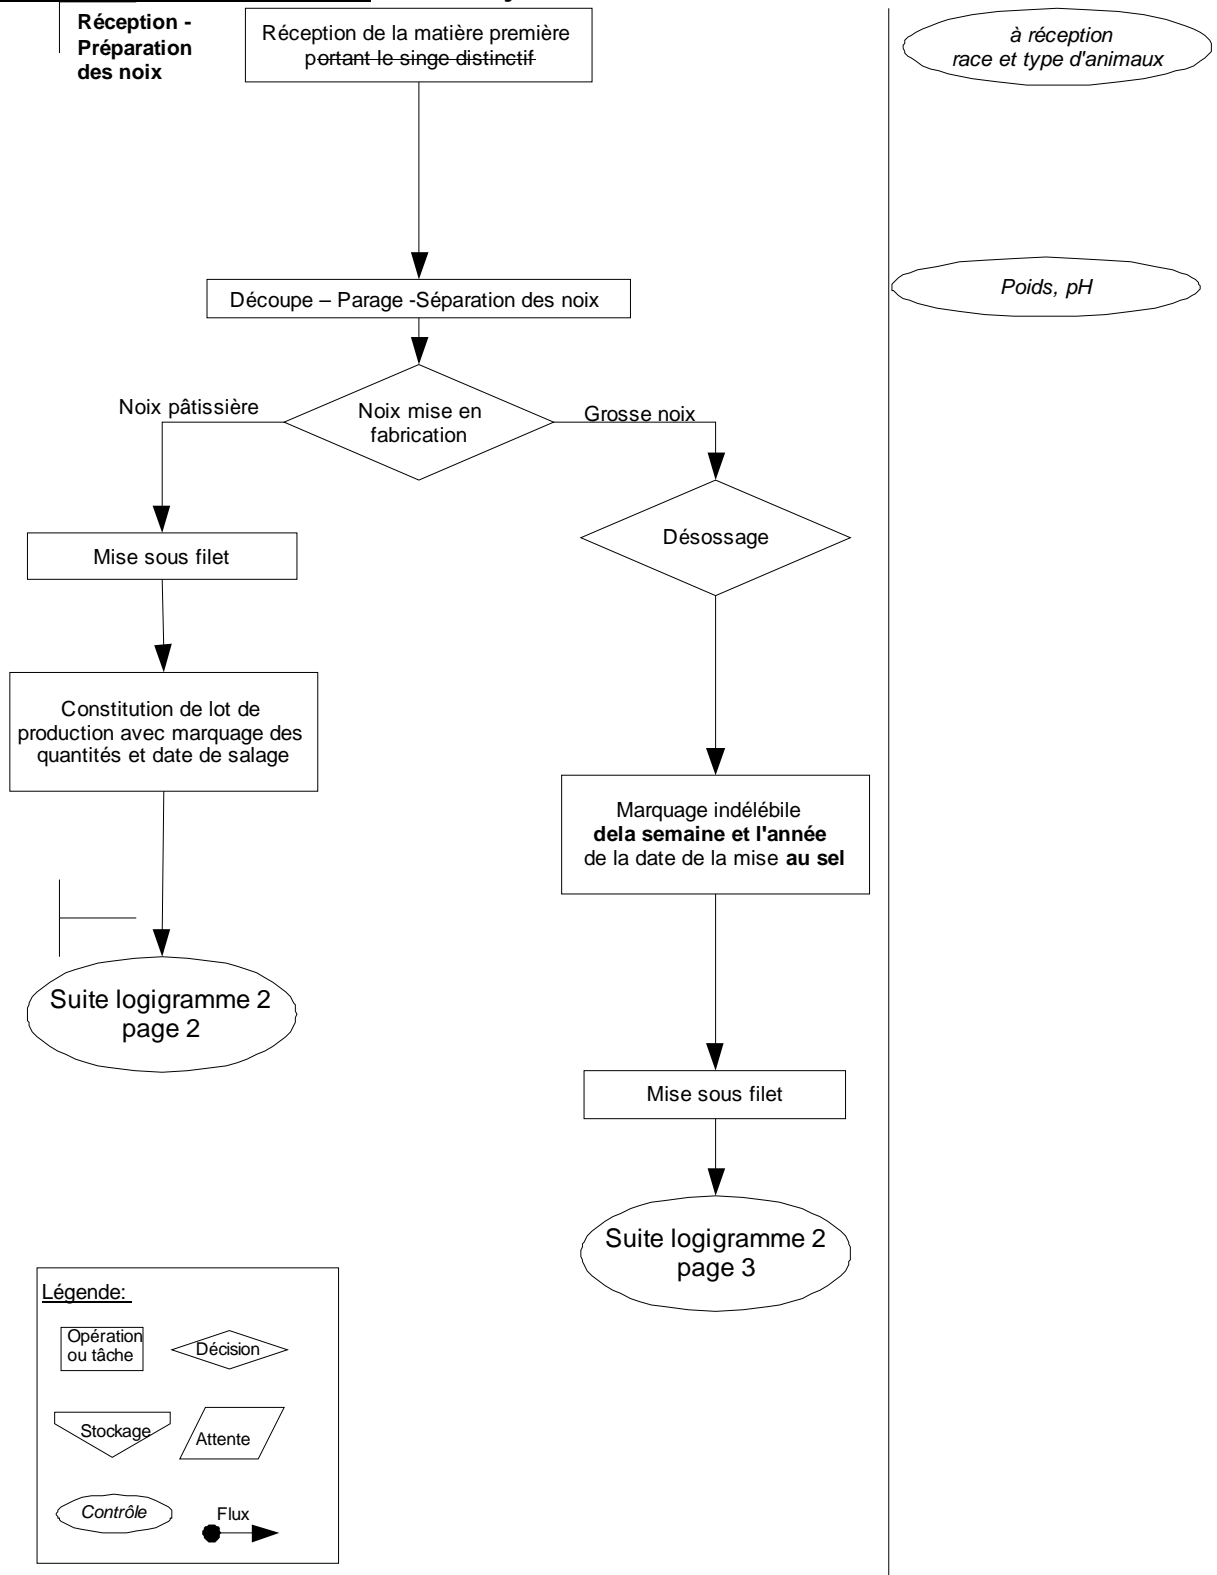 Réception -
Préparation
des noix
Réception de la matière première
portant le singe distinctif
à réception
race et type d'animaux
Découpe – Parage -Séparation des noix
Poids, pH
Noix pâtissière
Noix mise en
fabrication
Grosse noix
Mise sous filet
Désossage
Constitution de lot de
production avec marquage des
quantités et date de salage
Marquage indélébile
dela semaine et l'année
de la date de la mise au sel
Suite logigramme 2
page 2
Mise sous filet
Suite logigramme 2
page 3
Légende:
Opération
ou tâche
Décision
Stockage
Attente
Contrôle
Flux